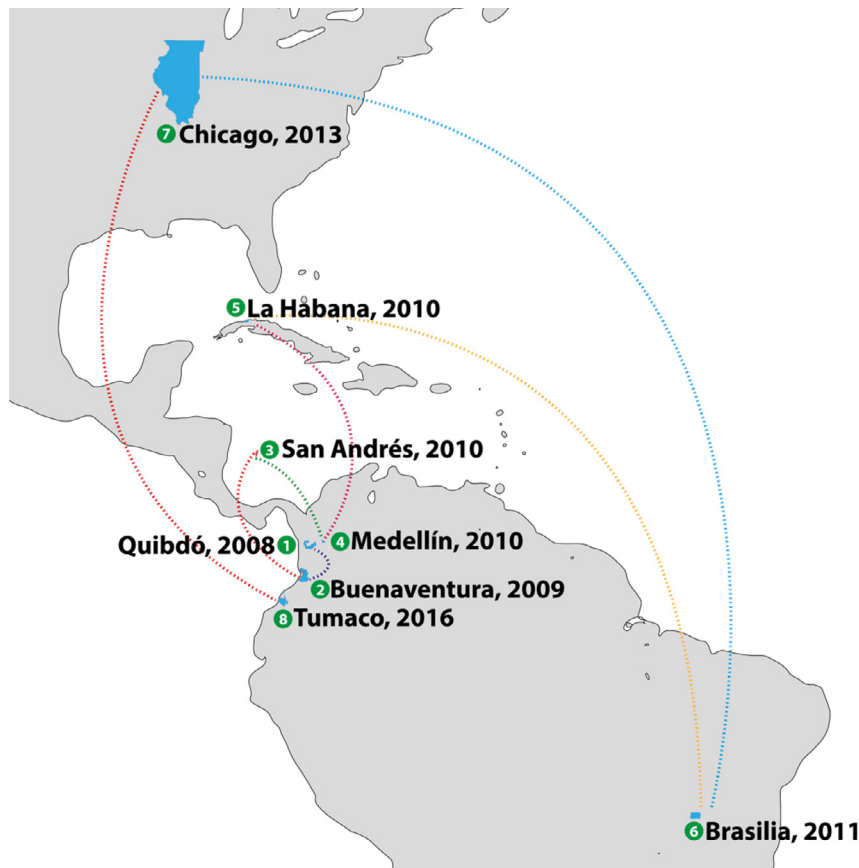 7 Chicago, 2013
5 La Habana, 2010
3 San Andrés, 2010
Quibdó, 2008 1
4 Medellín, 2010
2 Buenaventura, 2009
8 Tumaco, 2016
6 Brasilia, 2011